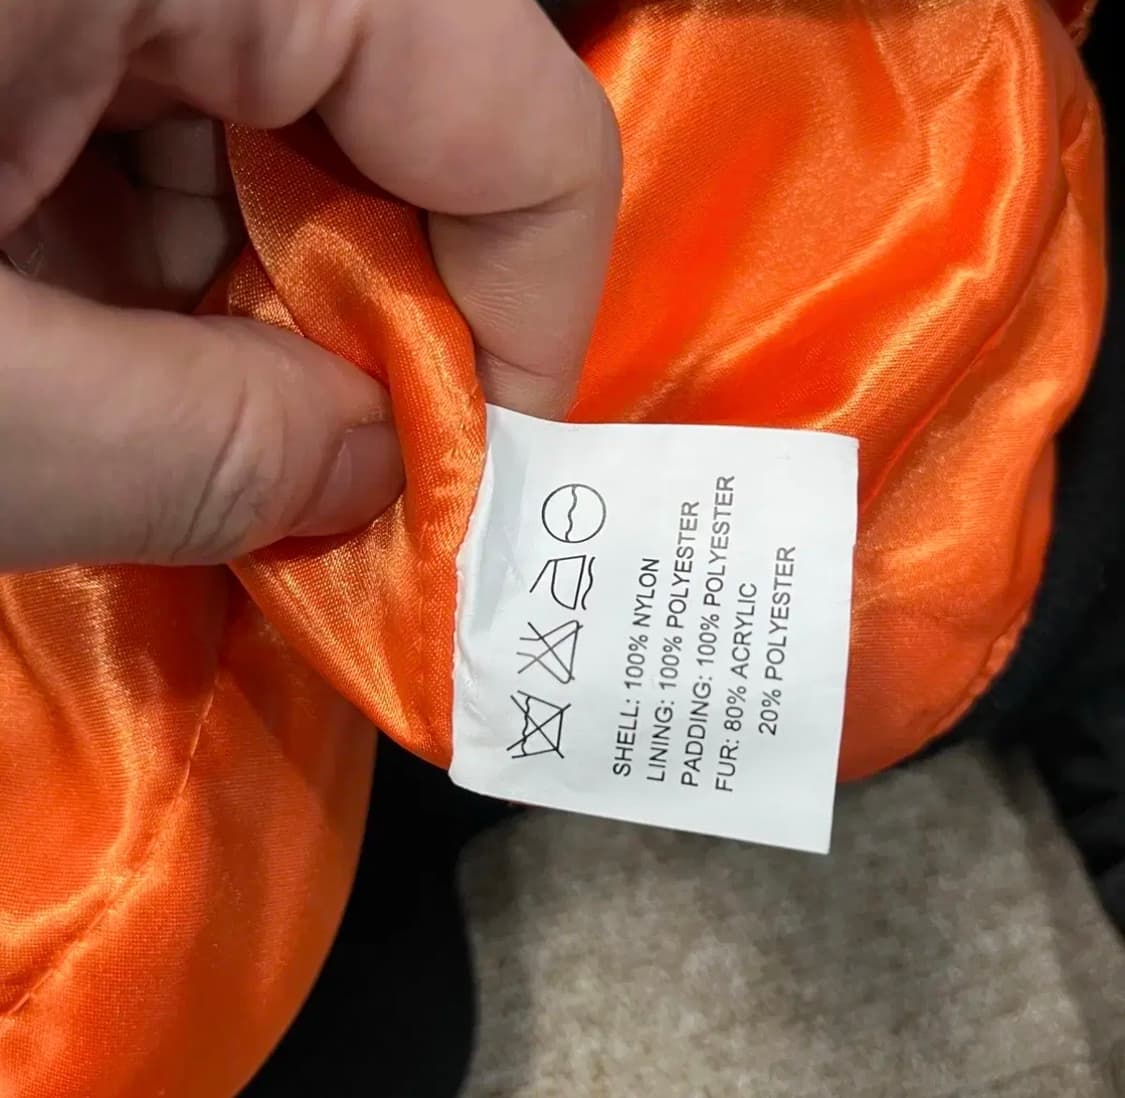 SHELL: 100% NYLON
LINING: 100% POLYESTER
PADDING: 100% POLYESTER
FUR: 80% ACRYLIC
20% POLYESTER